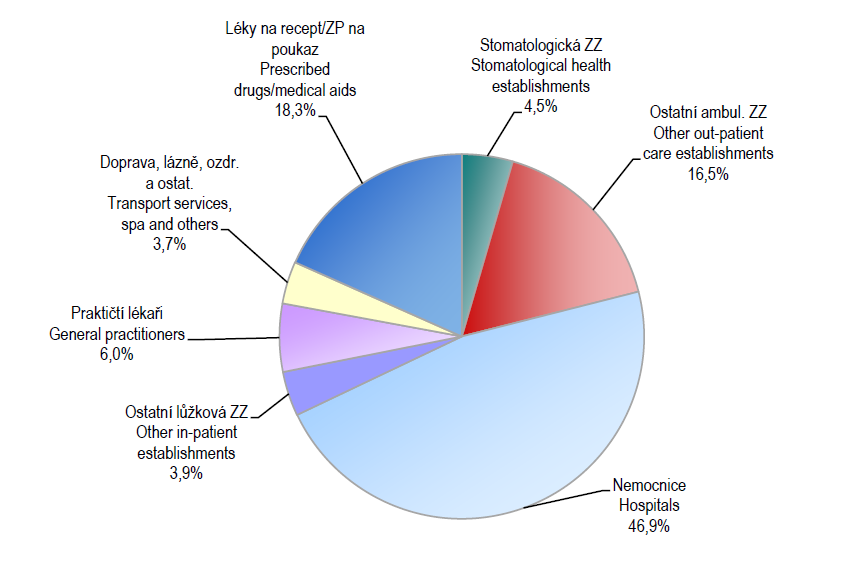 Léky na recept/ZP na
poukaz
Prescribed
drugs/medical aids
18,3%
Stomatologická ZZ
Stomatological health
establishments
4,5%
Ostatní ambul. ZZ
Other out-patient
care establishments
16,5%
Doprava, lázně, ozdr.
a ostat.
Transport services,
spa and others
3,7%
Praktičtí lékaři
General practitioners
6,0%
Ostatní lůžková ZZ
Other in-patient
establishments
3,9%
Nemocnice
Hospitals
46,9%